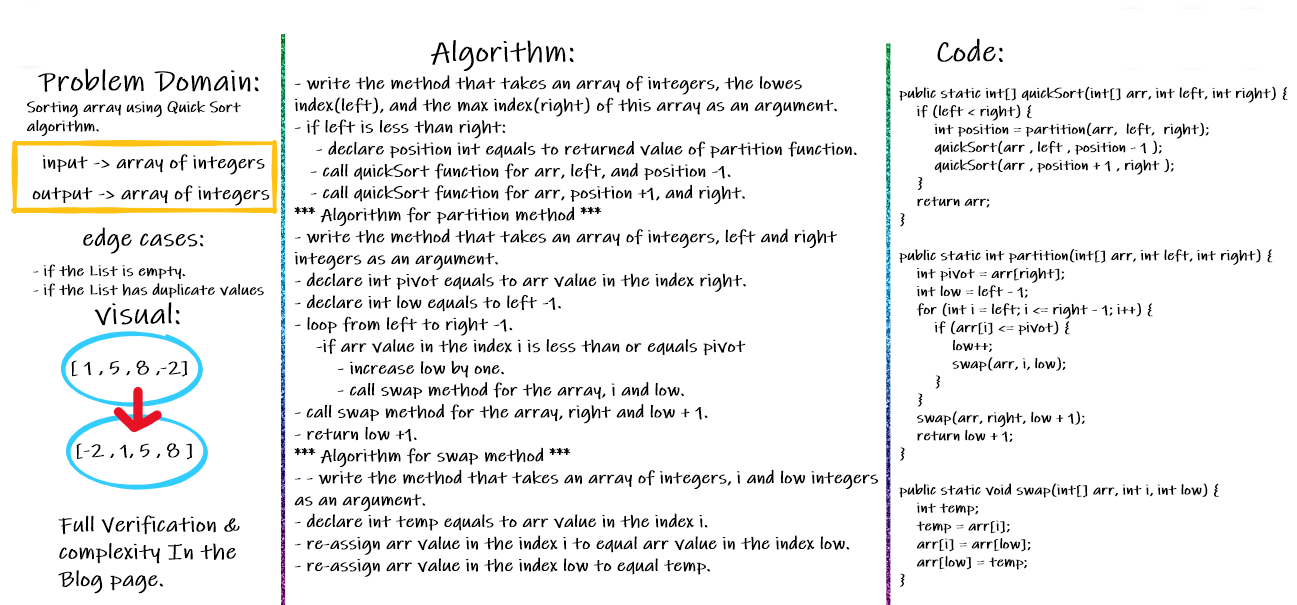 Problem Domain:
Sorting array using Quick Sort
algorithm.
input -> array of integers
output -> array of integers
edge cases:
- if the List is empty.
- if the List has duplicate values
visual:
[ 1 , 5 , 8 ,-2]
[-2 , 1, 5 , 8 ]
Full Verification &
complexity In the
Blog page.
Algorithm:
- write the method that takes an array of integers, the lowes
index(left), and the max index(right) of this array as an argument.
- if left is less than right:
- declare position int equals to returned value of partition function.
- call quickSort function for arr, left, and position -1.
- call quickSort function for arr, position +1, and right.
*** Algorithm for partition method ***
- write the method that takes an array of integers, left and right
integers as an argument.
- declare int pivot equals to arr value in the index right.
- declare int low equals to left -1.
- loop from left to right -1.
-if arr value in the index i is less than or equals pivot
- increase low by one.
- call swap method for the array, i and low.
- call swap method for the array, right and low + 1.
- return low +1.
*** Algorithm for swap method ***
- - write the method that takes an array of integers, i and low integers
as an argument.
- declare int temp equals to arr value in the index i.
- re-assign arr value in the index i to equal arr value in the index low.
- re-assign arr value in the index low to equal temp.
Code:
public static int[] quickSort(int[] arr, int left, int right) {
if (left < right) {
int position = partition(arr, left, right);
quickSort(arr , left , position - 1 );
quickSort(arr , position + 1 , right );
}
return arr;
}
public static int partition(int[] arr, int left, int right) {
int pivot = arr[right];
int low = left - 1;
for (int i = left; i <= right - 1; i++) {
if (arr[i] <= pivot) {
low++;
swap(arr, i, low);
}
}
swap(arr, right, low + 1);
return low + 1;
}
public static void swap(int[] arr, int i, int low) {
int temp;
temp = arr[i];
arr[i] = arr[low];
arr[low] = temp;
}